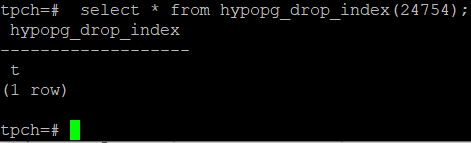 tpch=#  select * from hypopg_drop_index(24754);
 hypopg_drop_index
-------------------
 t
(1 row)
tpch=#